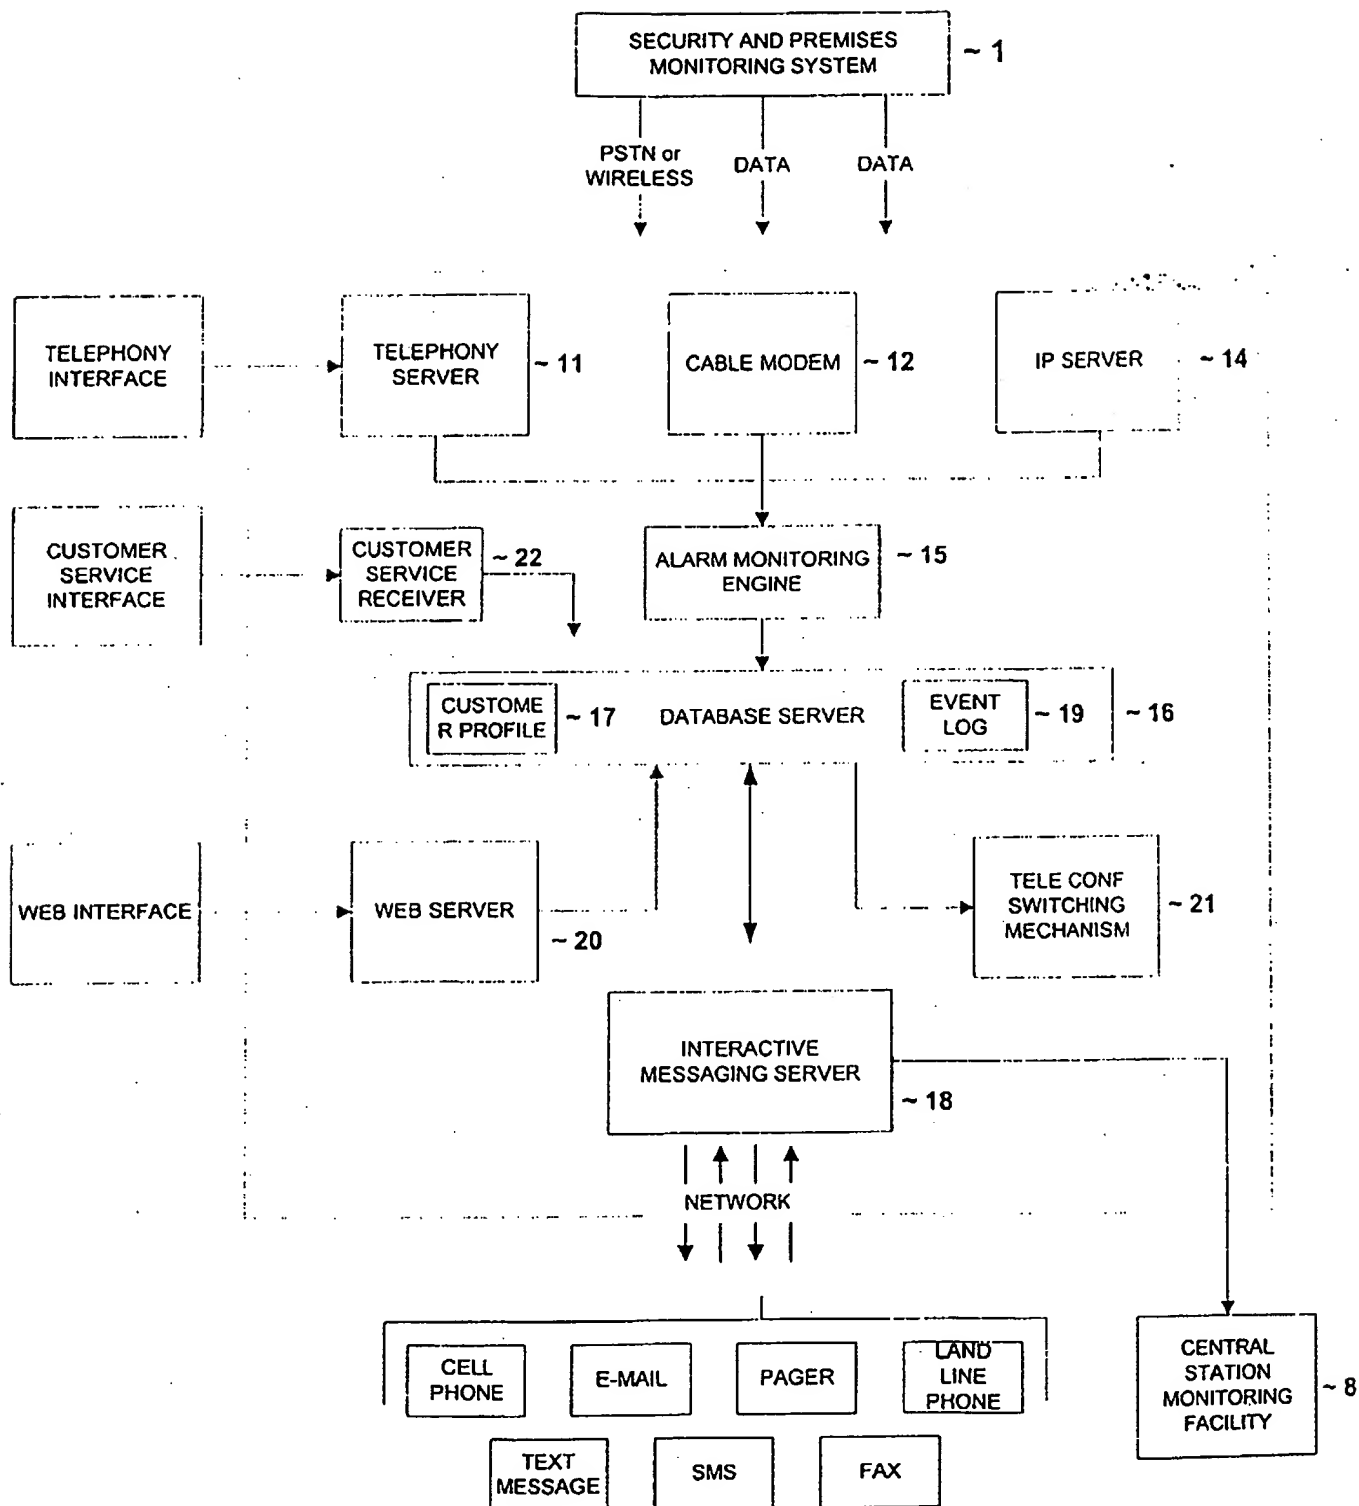 SECURITY AND PREMISES
MONITORING SYSTEM
~ 1
PSTN or
WIRELESS
DATA
DATA
TELEPHONY
INTERFACE
TELEPHONY
SERVER
~ 11
CABLE MODEM
~ 12
IP SERVER
~ 14
CUSTOMER
SERVICE
INTERFACE
CUSTOMER
SERVICE
RECEIVER
~ 22
ALARM MONITORING
ENGINE
~ 15
CUSTOME
R PROFILE
~ 17
DATABASE SERVER
EVENT
LOG
~ 19
~ 16
WEB INTERFACE
WEB SERVER
~ 20
TELE CONF
SWITCHING
MECHANISM
~ 21
INTERACTIVE
MESSAGING SERVER
~ 18
NETWORK
CELL
PHONE
E-MAIL
PAGER
LAND
LINE
PHONE
CENTRAL
STATION
MONITORING
FACILITY
~ 8
TEXT
MESSAGE
SMS
FAX